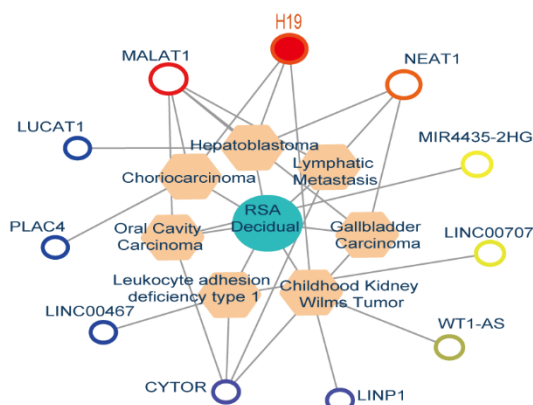 H19
MALAT1
NEAT1
LUCAT1
Hepatoblastoma
MIR4435-2HG
Lymphatic
Metastasis
Choriocarcinoma
RSA
Decidual
PLAC4
Oral Cavity
Carcinoma
Gallbladder
Carcinoma
LINC00707
Leukocyte adhesion
deficiency type 1
Childhood Kidney
Wilms Tumor
LINC00467
WT1-AS
CYTOR
LINP1